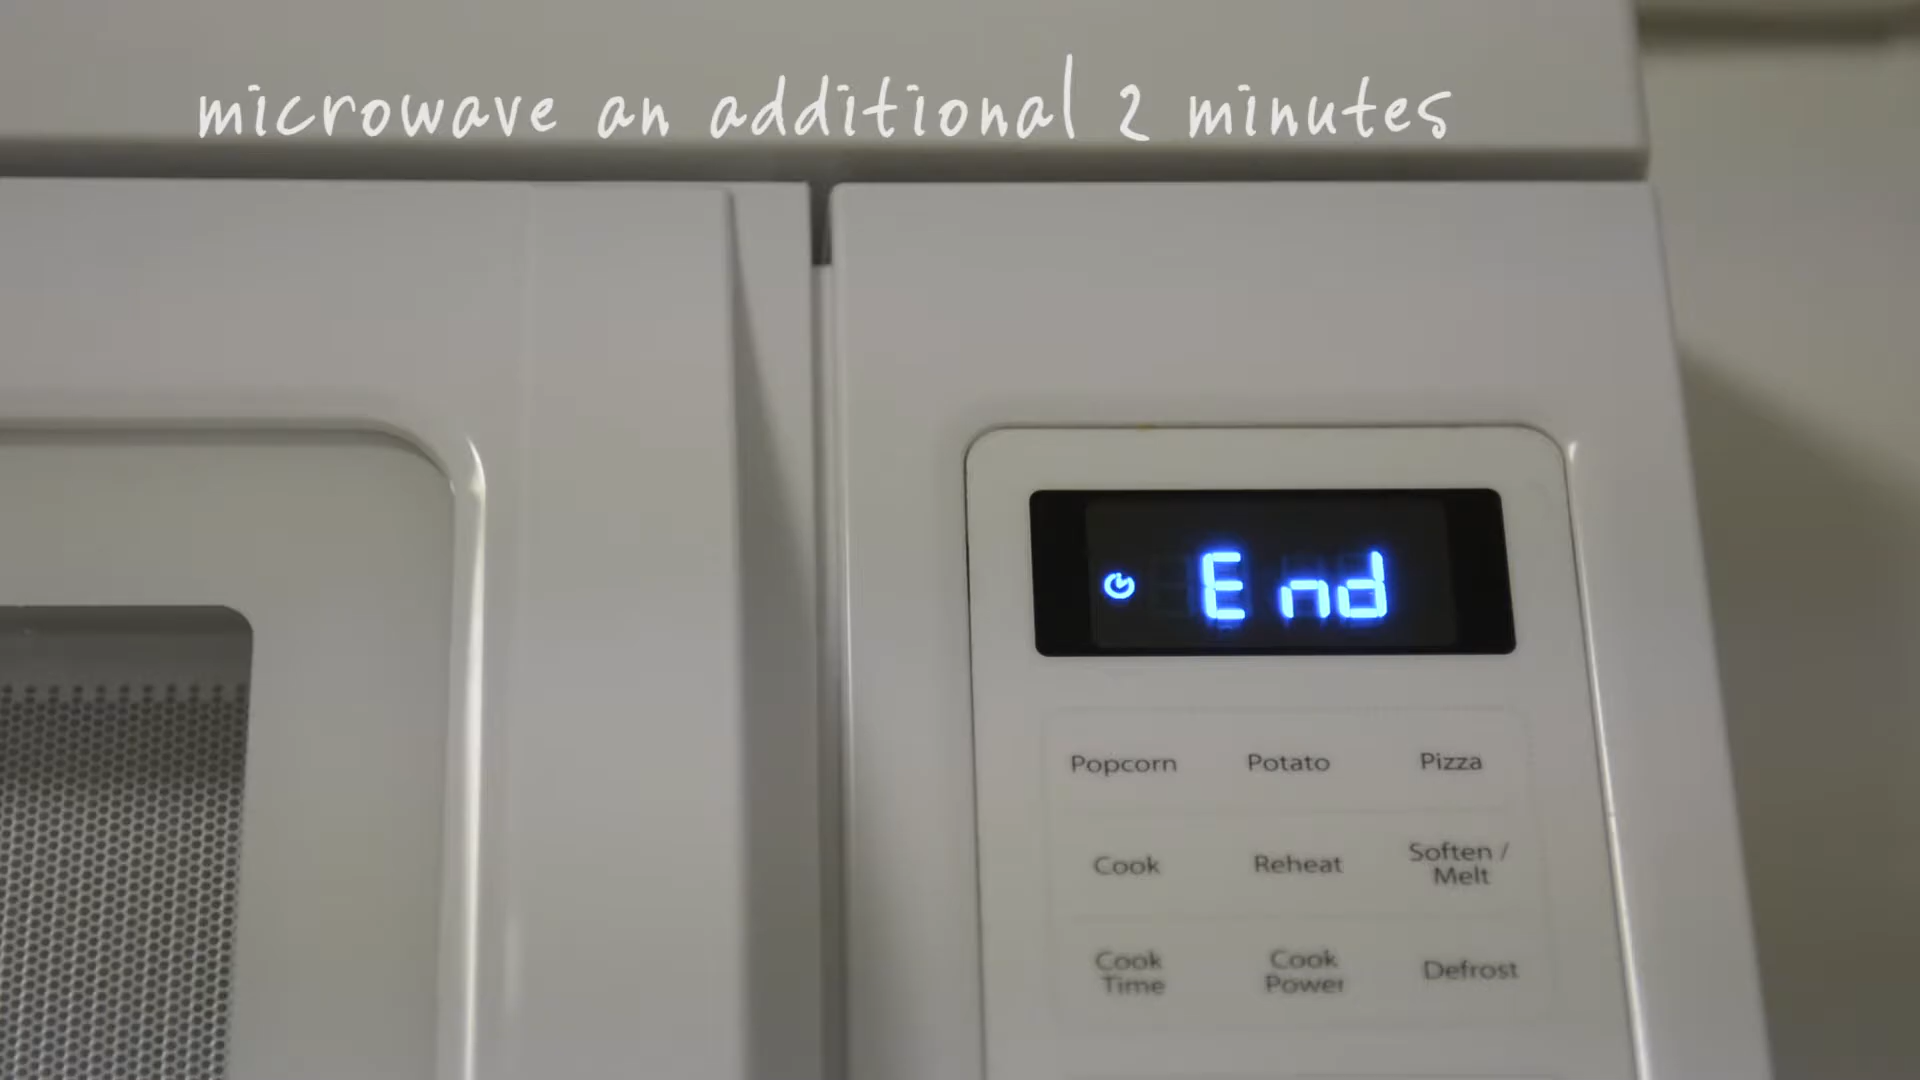 microwave an additional 2 minutes
End
Popcorn Potato Pizza
Cook Reheat Soften / Melt
Cook Time Cook Power Defrost